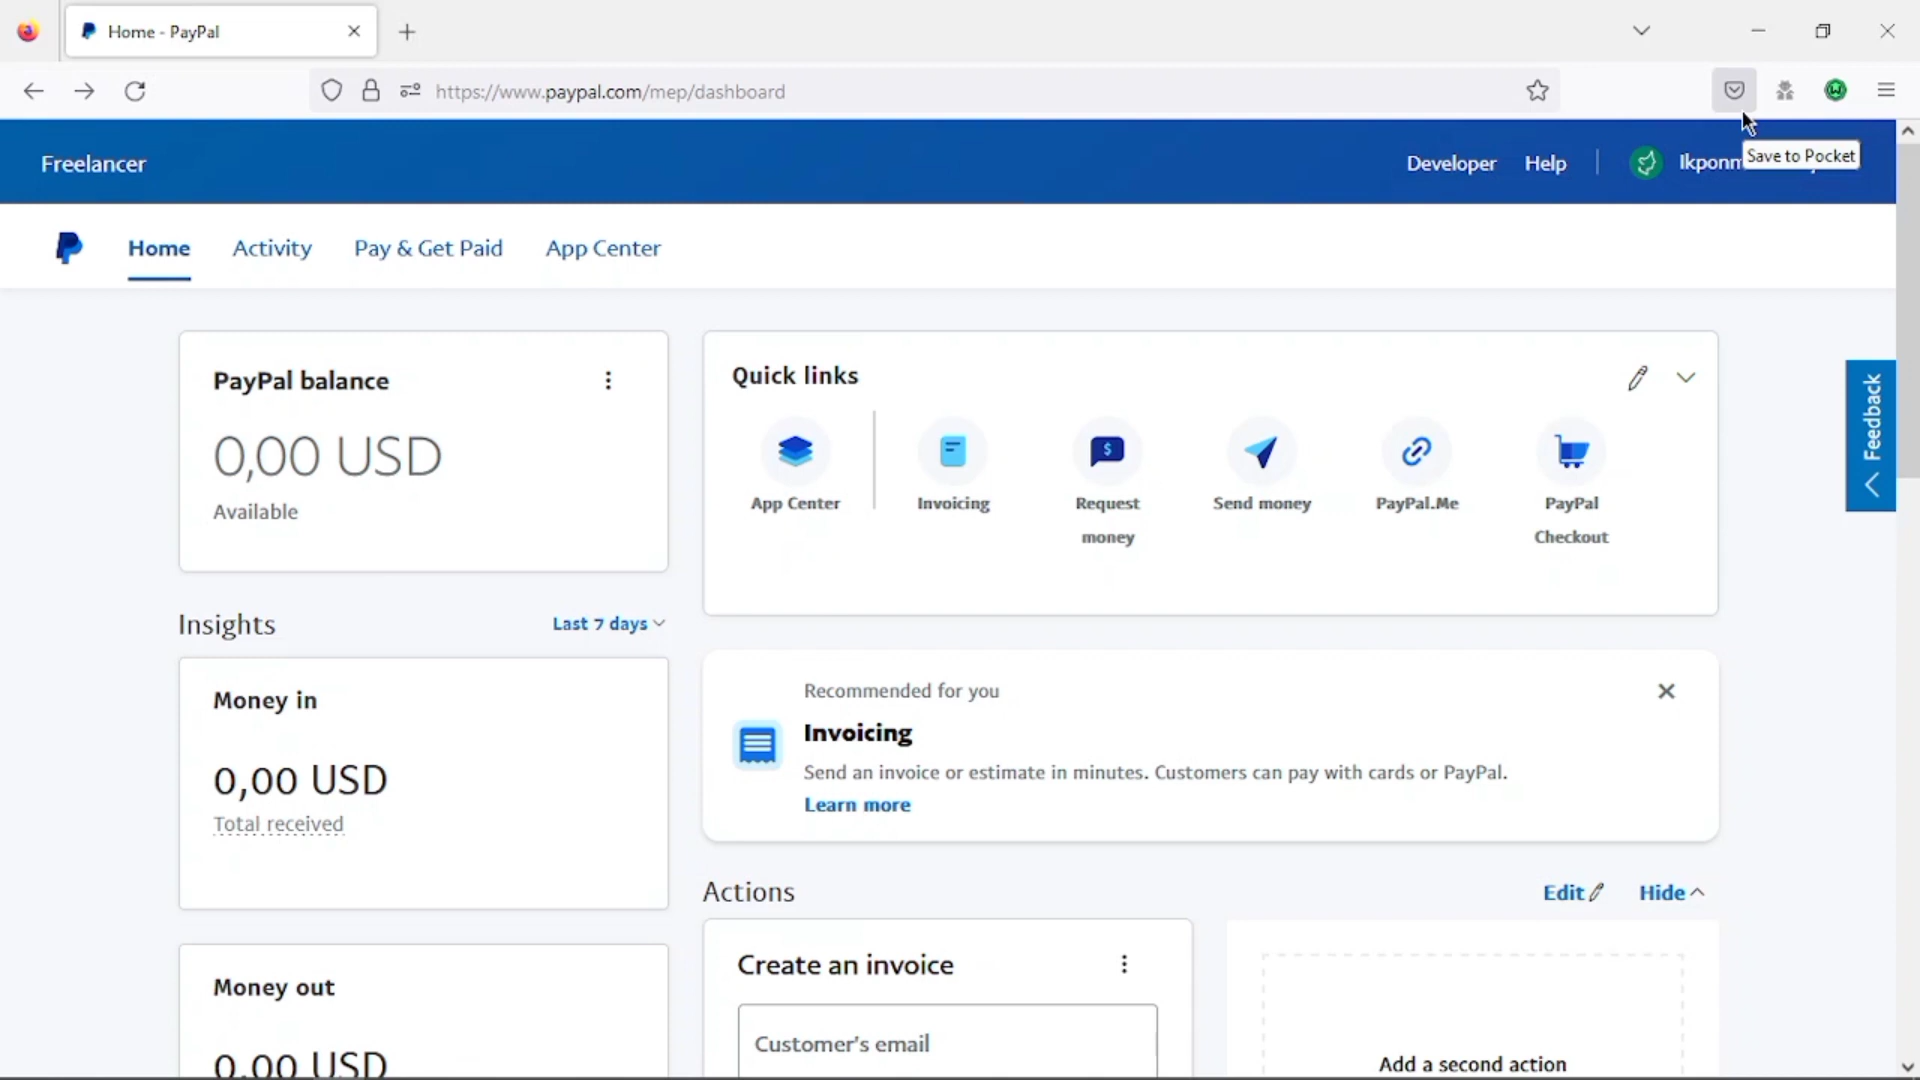 Home - PayPal
https://www.paypal.com/mep/dashboard
Save to Pocket
Freelancer
Developer
Help
Home
Activity
Pay & Get Paid
App Center
PayPal balance
0,00 USD
Available
Insights
Last 7 days
Money in
0,00 USD
Total received
Money out
0,00 USD
Quick links
App Center
Invoicing
Request
money
Send money
PayPal.Me
PayPal
Checkout
Recommended for you
Invoicing
Send an invoice or estimate in minutes. Customers can pay with cards or PayPal.
Learn more
Actions
Edit
Hide
Create an invoice
Customer's email
Add a second action
Feedback